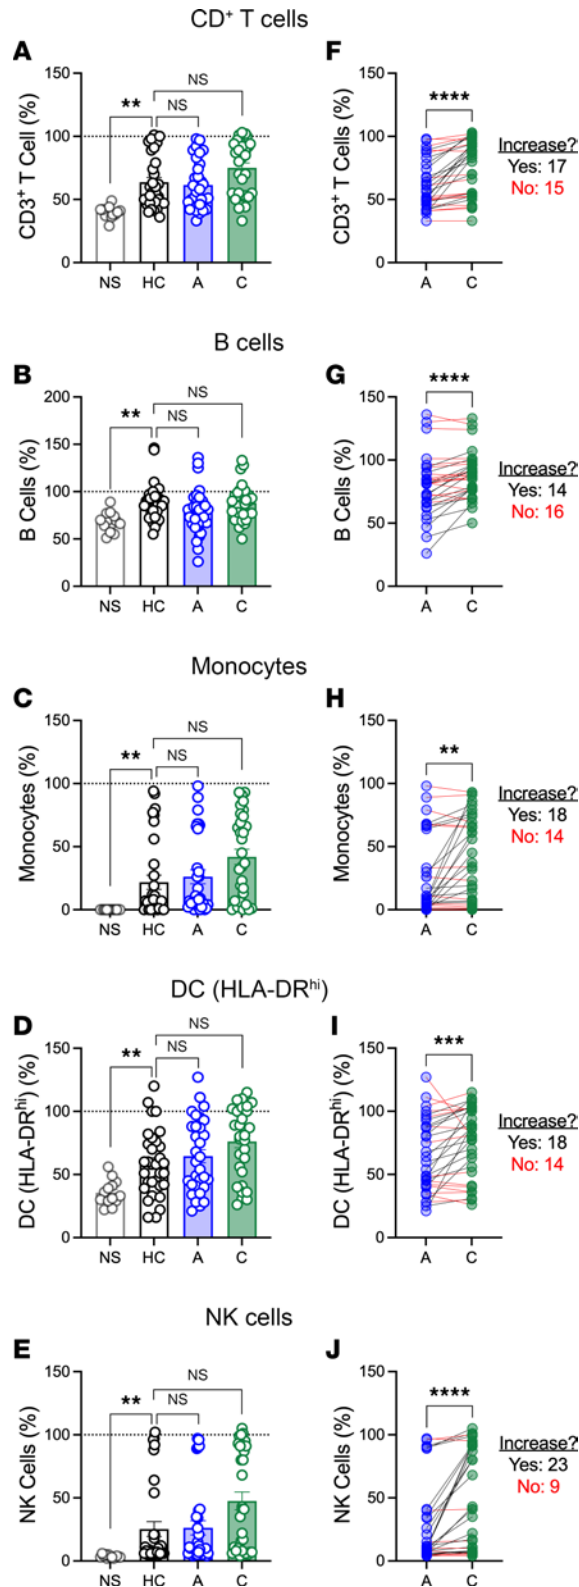 CD⁺ T cells
A
CD3⁺ T Cell (%)
150
100
50
0
**
NS
NS
NS
HC
A
C
F
CD3⁺ T Cells (%)
150
100
50
0
****
A
C
Increase?
Yes: 17
No: 15
B cells
B
B Cells (%)
200
150
100
50
0
**
NS
NS
NS
HC
A
C
G
B Cells (%)
150
100
50
0
****
A
C
Increase?
Yes: 14
No: 16
Monocytes
C
Monocytes (%)
150
100
50
0
**
NS
NS
NS
HC
A
C
H
Monocytes (%)
150
100
50
0
**
A
C
Increase?
Yes: 18
No: 14
DC (HLA-DRʰⁱ)
D
DC (HLA-DRʰⁱ) (%)
150
100
50
0
**
NS
NS
NS
HC
A
C
I
DC (HLA-DRʰⁱ) (%)
150
100
50
0
***
A
C
Increase?
Yes: 18
No: 14
NK cells
E
NK Cells (%)
150
100
50
0
**
NS
NS
NS
HC
A
C
J
NK Cells (%)
150
100
50
0
****
A
C
Increase?
Yes: 23
No: 9